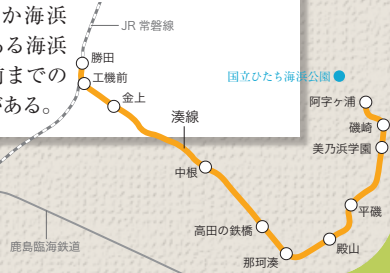 か海浜
ある海浜
前までの
がある。
JR 常磐線
勝田
工機前
金上
国立ひたち海浜公園
阿字ヶ浦
磯崎
美乃浜学園
湊線
中根
平磯
高田の鉄橋
殿山
那珂湊
鹿島臨海鉄道